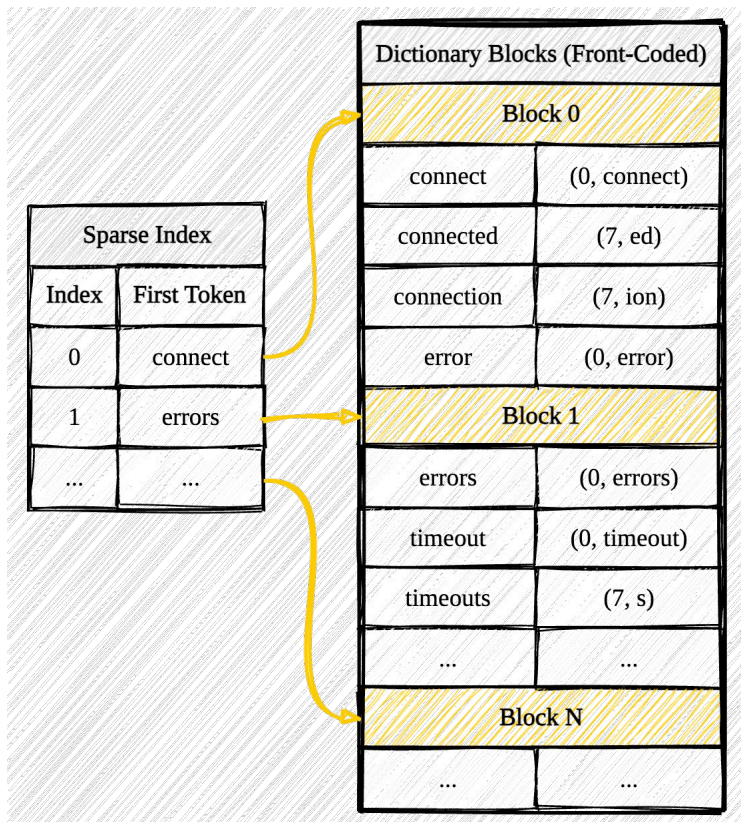 Sparse Index
Index First Token
0 connect
1 errors
... ...
Dictionary Blocks (Front-Coded)
Block 0
connect (0, connect)
connected (7, ed)
connection (7, ion)
error (0, error)
Block 1
errors (0, errors)
timeout (0, timeout)
timeouts (7, s)
... ...
Block N
... ...